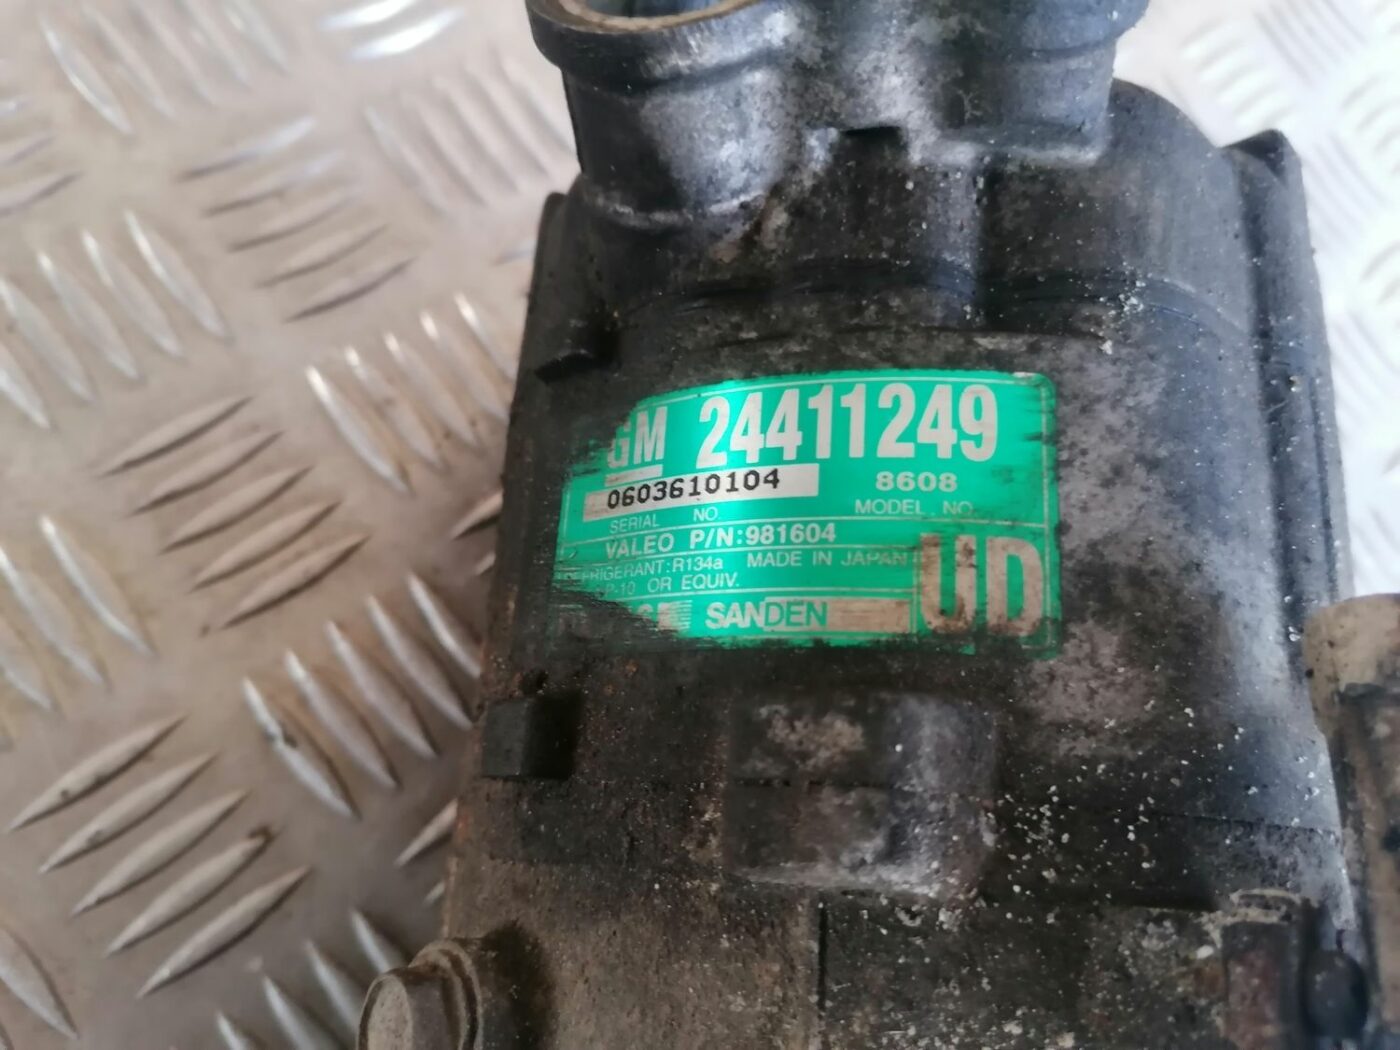 GM 24411249
0603610104 8608
SERIAL NO. MODEL. NO.
VALEO P/N:981604
REFRIGERANT:R134a MADE IN JAPAN
P-10 OR EQUIV.
SANDEN UD